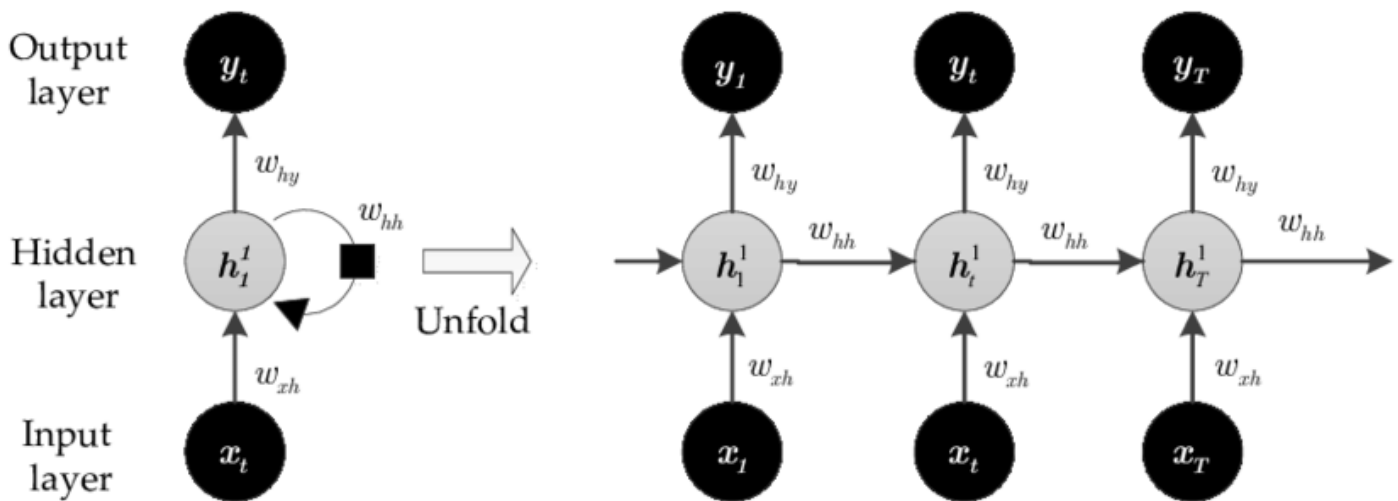 Output
layer
y_t
y_1
y_t
y_T
w_hy
w_hy
w_hy
w_hy
w_hh
w_hh
w_hh
w_hh
Hidden
layer
h_1^1
h_1^1
h_t^1
h_T^1
Unfold
w_xh
w_xh
w_xh
w_xh
Input
layer
x_t
x_1
x_t
x_T